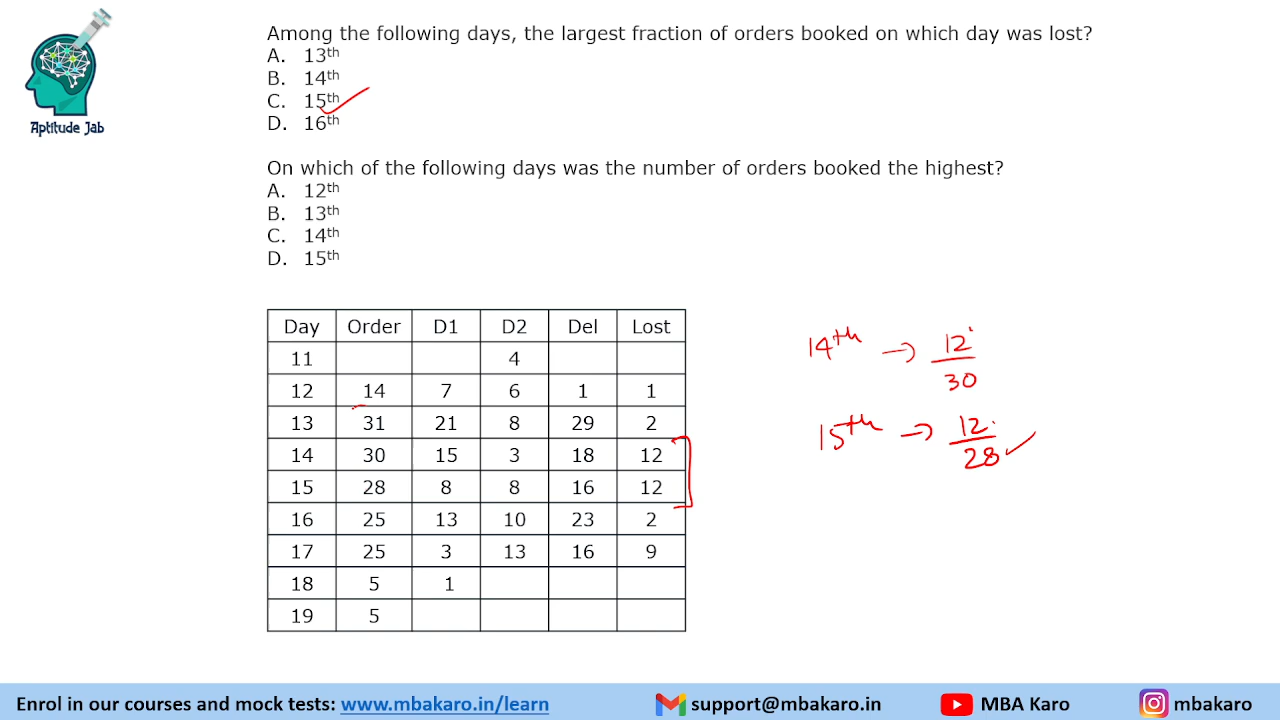 Among the following days, the largest fraction of orders booked on which day was lost?
A. 13th
B. 14th
C. 15th
D. 16th
Aptitude Jab
On which of the following days was the number of orders booked the highest?
A. 12th
B. 13th
C. 14th
D. 15th
Day Order D1 D2 Del Lost
11 4
12 14 7 6 1 1
13 31 21 8 29 2
14 30 15 3 18 12
15 28 8 8 16 12
16 25 13 10 23 2
17 25 3 13 16 9
18 5 1
19 5
14th → 12/30
15th → 12/28
Enrol in our courses and mock tests: www.mbakaro.in/learn support@mbakaro.in MBA Karo mbakaro